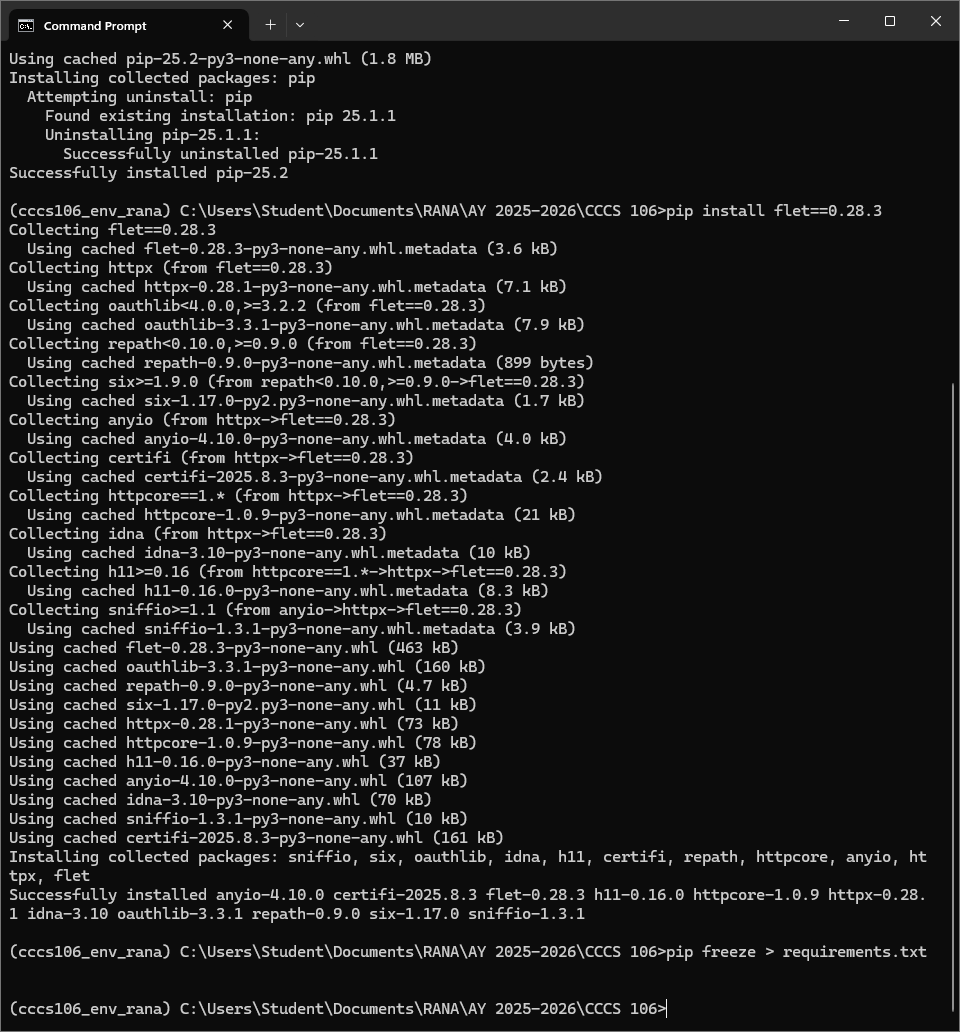 Command Prompt
Using cached pip-25.2-py3-none-any.whl (1.8 MB)
Installing collected packages: pip
  Attempting uninstall: pip
    Found existing installation: pip 25.1.1
    Uninstalling pip-25.1.1:
      Successfully uninstalled pip-25.1.1
Successfully installed pip-25.2
(cccs106_env_rana) C:\Users\Student\Documents\RANA\AY 2025-2026\CCCS 106>pip install flet==0.28.3
Collecting flet==0.28.3
  Using cached flet-0.28.3-py3-none-any.whl.metadata (3.6 kB)
Collecting httpx (from flet==0.28.3)
  Using cached httpx-0.28.1-py3-none-any.whl.metadata (7.1 kB)
Collecting oauthlib<4.0.0,>=3.2.2 (from flet==0.28.3)
  Using cached oauthlib-3.3.1-py3-none-any.whl.metadata (7.9 kB)
Collecting repath<0.10.0,>=0.9.0 (from flet==0.28.3)
  Using cached repath-0.9.0-py3-none-any.whl.metadata (899 bytes)
Collecting six>=1.9.0 (from repath<0.10.0,>=0.9.0->flet==0.28.3)
  Using cached six-1.17.0-py2.py3-none-any.whl.metadata (1.7 kB)
Collecting anyio (from httpx->flet==0.28.3)
  Using cached anyio-4.10.0-py3-none-any.whl.metadata (4.0 kB)
Collecting certifi (from httpx->flet==0.28.3)
  Using cached certifi-2025.8.3-py3-none-any.whl.metadata (2.4 kB)
Collecting httpcore==1.* (from httpx->flet==0.28.3)
  Using cached httpcore-1.0.9-py3-none-any.whl.metadata (21 kB)
Collecting idna (from httpx->flet==0.28.3)
  Using cached idna-3.10-py3-none-any.whl.metadata (10 kB)
Collecting h11>=0.16 (from httpcore==1.*->httpx->flet==0.28.3)
  Using cached h11-0.16.0-py3-none-any.whl.metadata (8.3 kB)
Collecting sniffio>=1.1 (from anyio->httpx->flet==0.28.3)
  Using cached sniffio-1.3.1-py3-none-any.whl.metadata (3.9 kB)
Using cached flet-0.28.3-py3-none-any.whl (463 kB)
Using cached oauthlib-3.3.1-py3-none-any.whl (160 kB)
Using cached repath-0.9.0-py3-none-any.whl (4.7 kB)
Using cached six-1.17.0-py2.py3-none-any.whl (11 kB)
Using cached httpx-0.28.1-py3-none-any.whl (73 kB)
Using cached httpcore-1.0.9-py3-none-any.whl (78 kB)
Using cached h11-0.16.0-py3-none-any.whl (37 kB)
Using cached anyio-4.10.0-py3-none-any.whl (107 kB)
Using cached idna-3.10-py3-none-any.whl (70 kB)
Using cached sniffio-1.3.1-py3-none-any.whl (10 kB)
Using cached certifi-2025.8.3-py3-none-any.whl (161 kB)
Installing collected packages: sniffio, six, oauthlib, idna, h11, certifi, repath, httpcore, anyio, ht
tpx, flet
Successfully installed anyio-4.10.0 certifi-2025.8.3 flet-0.28.3 h11-0.16.0 httpcore-1.0.9 httpx-0.28.
1 idna-3.10 oauthlib-3.3.1 repath-0.9.0 six-1.17.0 sniffio-1.3.1
(cccs106_env_rana) C:\Users\Student\Documents\RANA\AY 2025-2026\CCCS 106>pip freeze > requirements.txt
(cccs106_env_rana) C:\Users\Student\Documents\RANA\AY 2025-2026\CCCS 106>